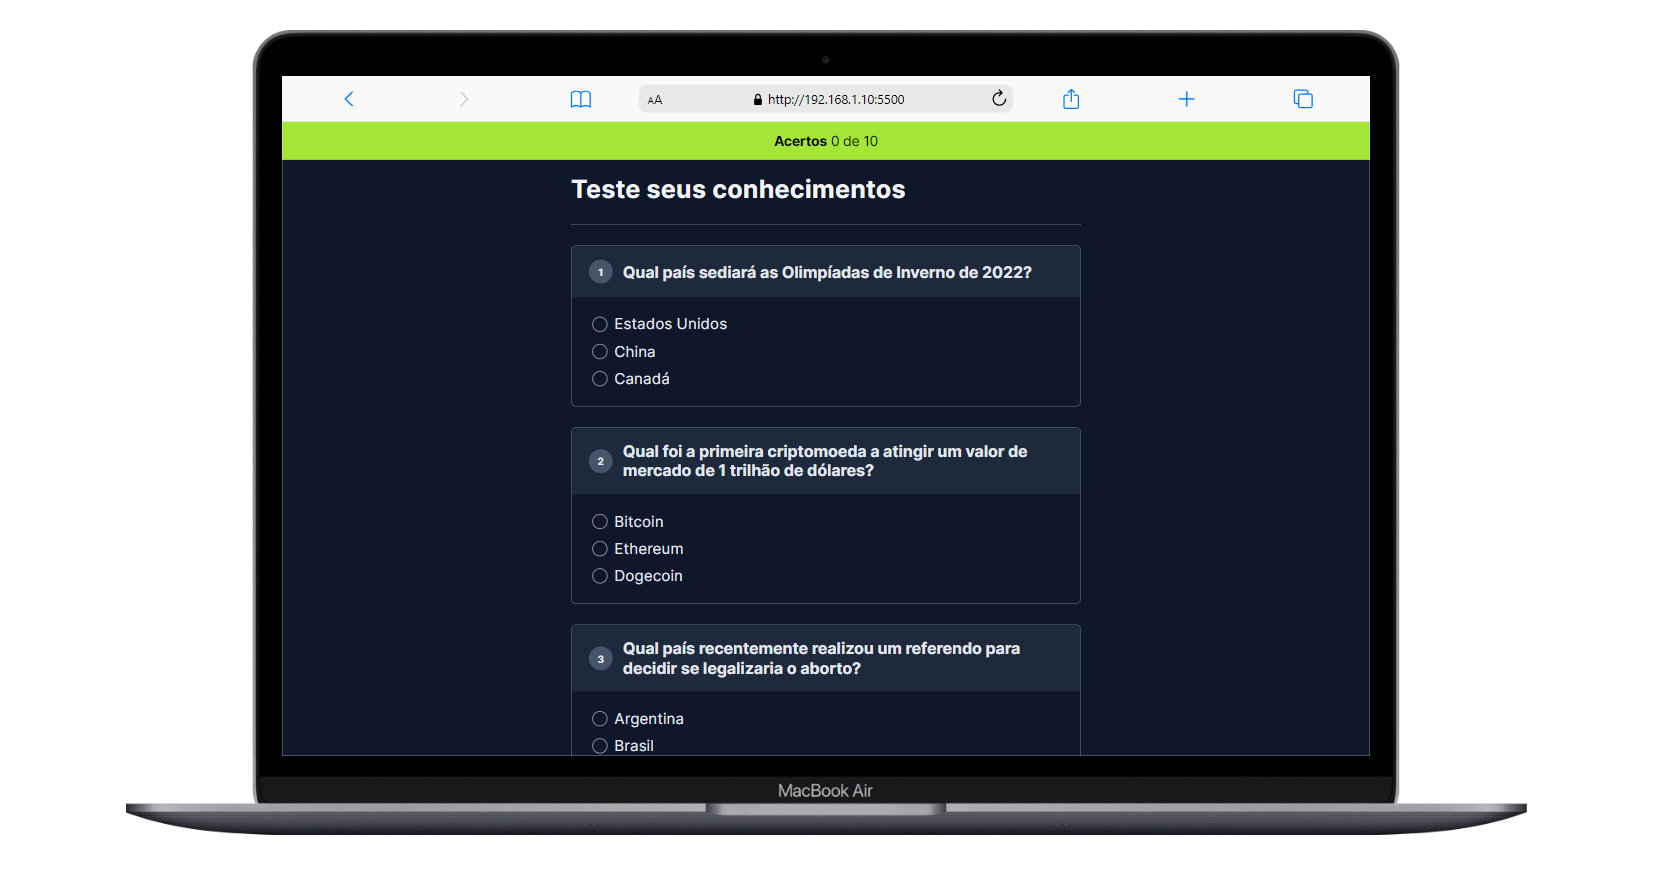 AA http://192.168.1.10:5500
Acertos 0 de 10
Teste seus conhecimentos
1 Qual país sediará as Olimpíadas de Inverno de 2022?
Estados Unidos
China
Canadá
2 Qual foi a primeira criptomoeda a atingir um valor de
mercado de 1 trilhão de dólares?
Bitcoin
Ethereum
Dogecoin
3 Qual país recentemente realizou um referendo para
decidir se legalizaria o aborto?
Argentina
Brasil
MacBook Air